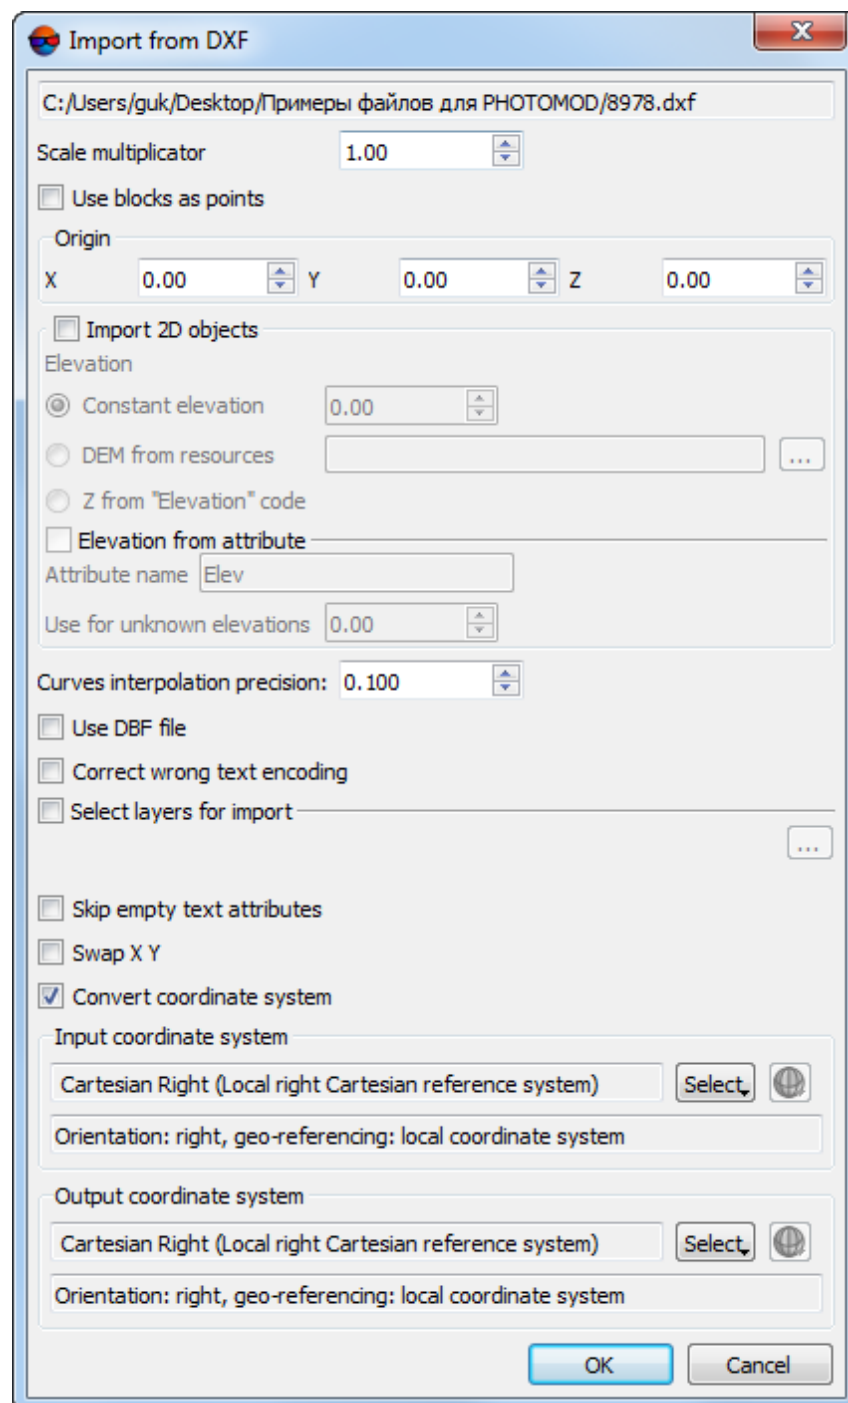 Import from DXF
C:/Users/guk/Desktop/Примеры файлов для PHOTOMOD/8978.dxf
Scale multiplicator 1.00
Use blocks as points
Origin
X 0.00 Y 0.00 Z 0.00
Import 2D objects
Elevation
Constant elevation 0.00
DEM from resources ...
Z from "Elevation" code
Elevation from attribute
Attribute name Elev
Use for unknown elevations 0.00
Curves interpolation precision: 0.100
Use DBF file
Correct wrong text encoding
Select layers for import
...
Skip empty text attributes
Swap X Y
Convert coordinate system
Input coordinate system
Cartesian Right (Local right Cartesian reference system) Select
Orientation: right, geo-referencing: local coordinate system
Output coordinate system
Cartesian Right (Local right Cartesian reference system) Select
Orientation: right, geo-referencing: local coordinate system
OK Cancel